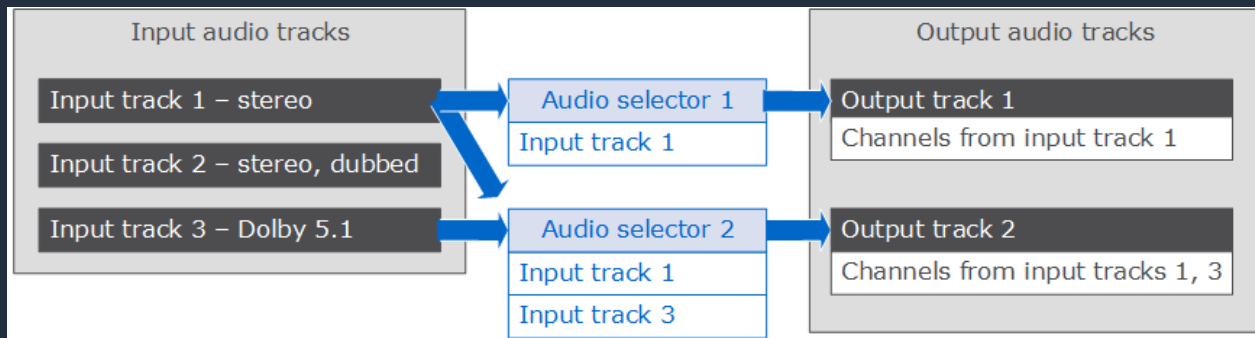 Input audio tracks
Input track 1 – stereo
Input track 2 – stereo, dubbed
Input track 3 – Dolby 5.1
Audio selector 1
Input track 1
Audio selector 2
Input track 1
Input track 3
Output audio tracks
Output track 1
Channels from input track 1
Output track 2
Channels from input tracks 1, 3